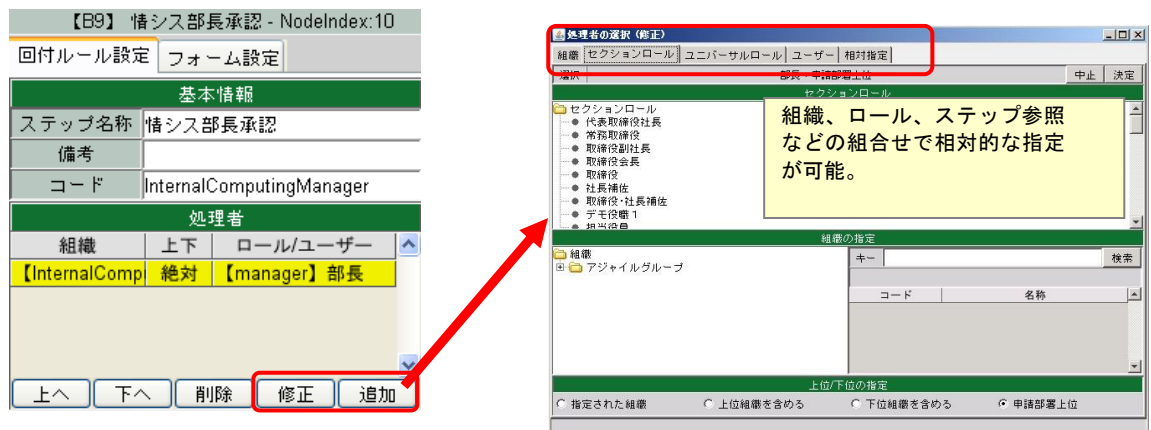 【B9】 情シス部長承認 - NodeIndex:10
回付ルール設定 フォーム設定
基本情報
ステップ名称 情シス部長承認
備考
コード InternalComputingManager
処理者
組織 上下 ロール/ユーザー
【InternalComp 絶対 【manager】部長
上へ 下へ 削除 修正 追加
処理者の選択（修正）
組織 セクションロール ユニバーサルロール ユーザー 相対指定
選択 部長・申請部署上位 中止 決定
セクションロール
セクションロール
代表取締役社長
常務取締役
取締役副社長
取締役会長
取締役
社長補佐
取締役・社長補佐
デモ役職１
担当役員
組織、ロール、ステップ参照
などの組合せで相対的な指定
が可能。
組織の指定
組織
アジャイルグループ
キー 検索
コード 名称
上位/下位の指定
指定された組織 上位組織を含める 下位組織を含める 申請部署上位